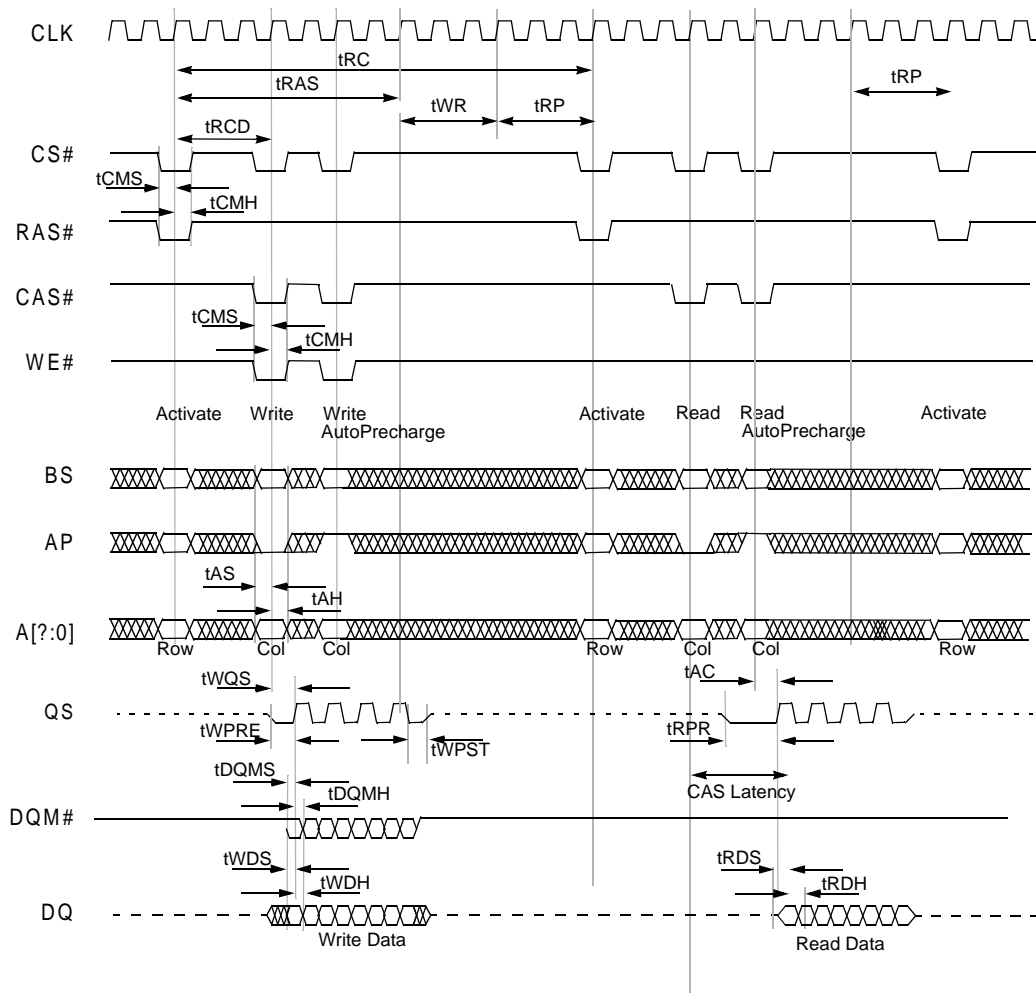 CLK
tRC
tRAS
tRP
tWR
tRP
tRCD
CS#
tCMS
tCMH
RAS#
CAS#
tCMS
tCMH
WE#
Activate
Write
Write
AutoPrecharge
Activate
Read
Read
AutoPrecharge
Activate
BS
AP
tAS
tAH
A[?:0]
Row
Col
Col
Row
Col
Col
Row
tWQS
tAC
QS
tWPRE
tWPST
tRPR
tDQMS
tDQMH
CAS Latency
DQM#
tWDS
tWDH
tRDS
tRDH
DQ
Write Data
Read Data